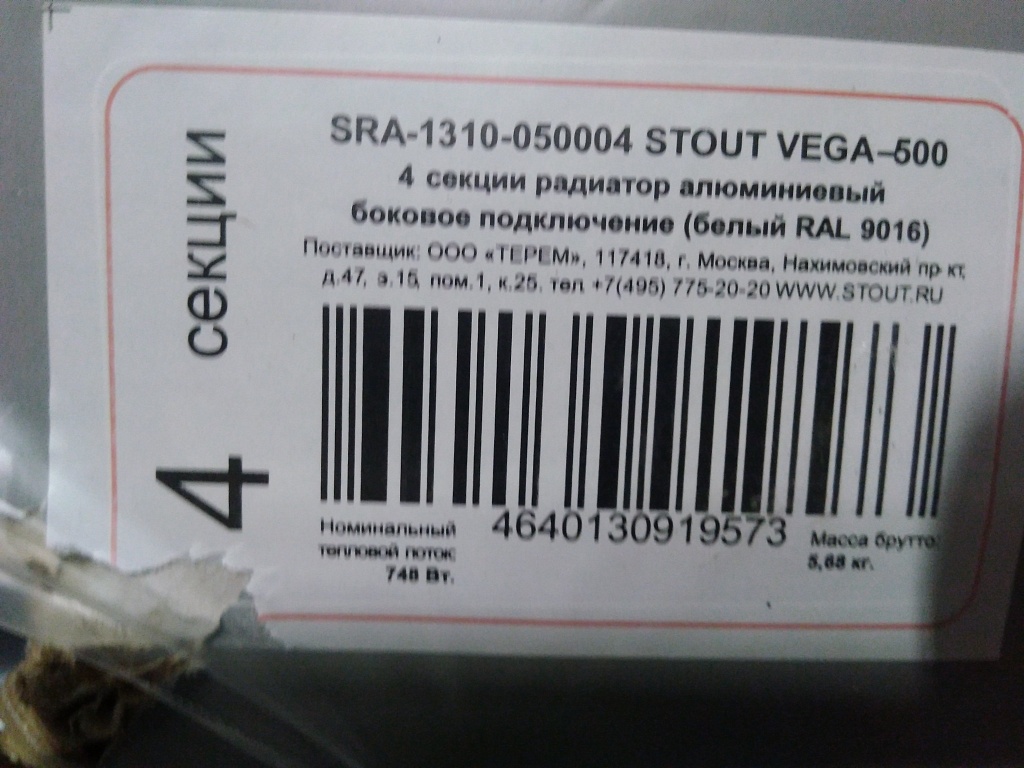 4 секции
SRA-1310-050004 STOUT VEGA-500
4 секции радиатор алюминиевый
боковое подключение (белый RAL 9016)
Поставщик: ООО «ТЕРЕМ», 117418, г. Москва, Нахимовский пр-кт,
д.47, э.15, пом.1, к.25. тел. +7(495) 775-20-20 WWW.STOUT.RU
Номинальный
тепловой поток:
748 Вт.
4640130919573
Масса брутто:
5,68 кг.